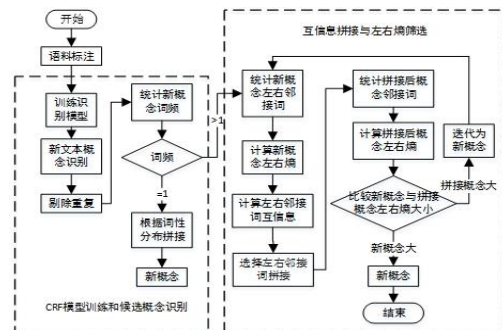 开始
语料标注
训练识
别模型
新文本概
念识别
剔除重复
统计新概
念词频
词频
>1
=1
根据词性
分布拼接
新概念
CRF模型训练和候选概念识别
互信息拼接与左右熵筛选
统计新概
念左右邻
接词
计算新概
念左右熵
计算左右邻接
词互信息
选择左右邻接
词拼接
统计拼接后概
念邻接词
计算拼接后概
念左右熵
比较新概念与拼接
概念左右熵大小
拼接概念大
迭代为
新概念
新概念大
新概念
结束